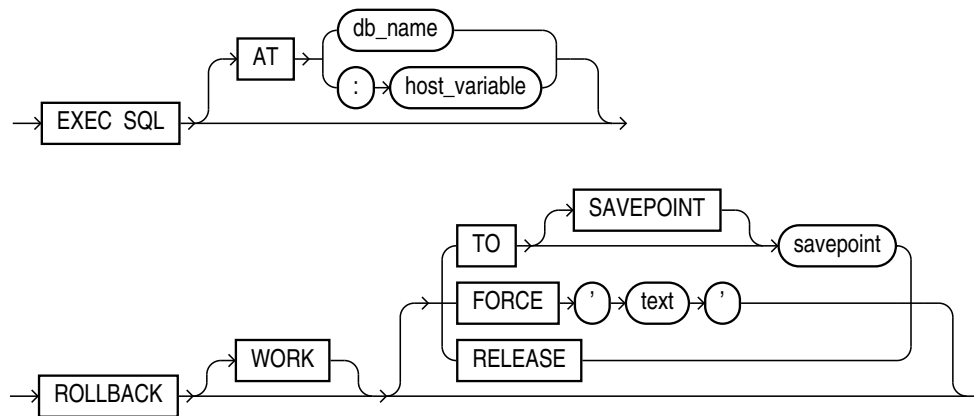 db_name
AT
: host_variable
EXEC SQL
SAVEPOINT
TO savepoint
FORCE ' text '
RELEASE
WORK
ROLLBACK